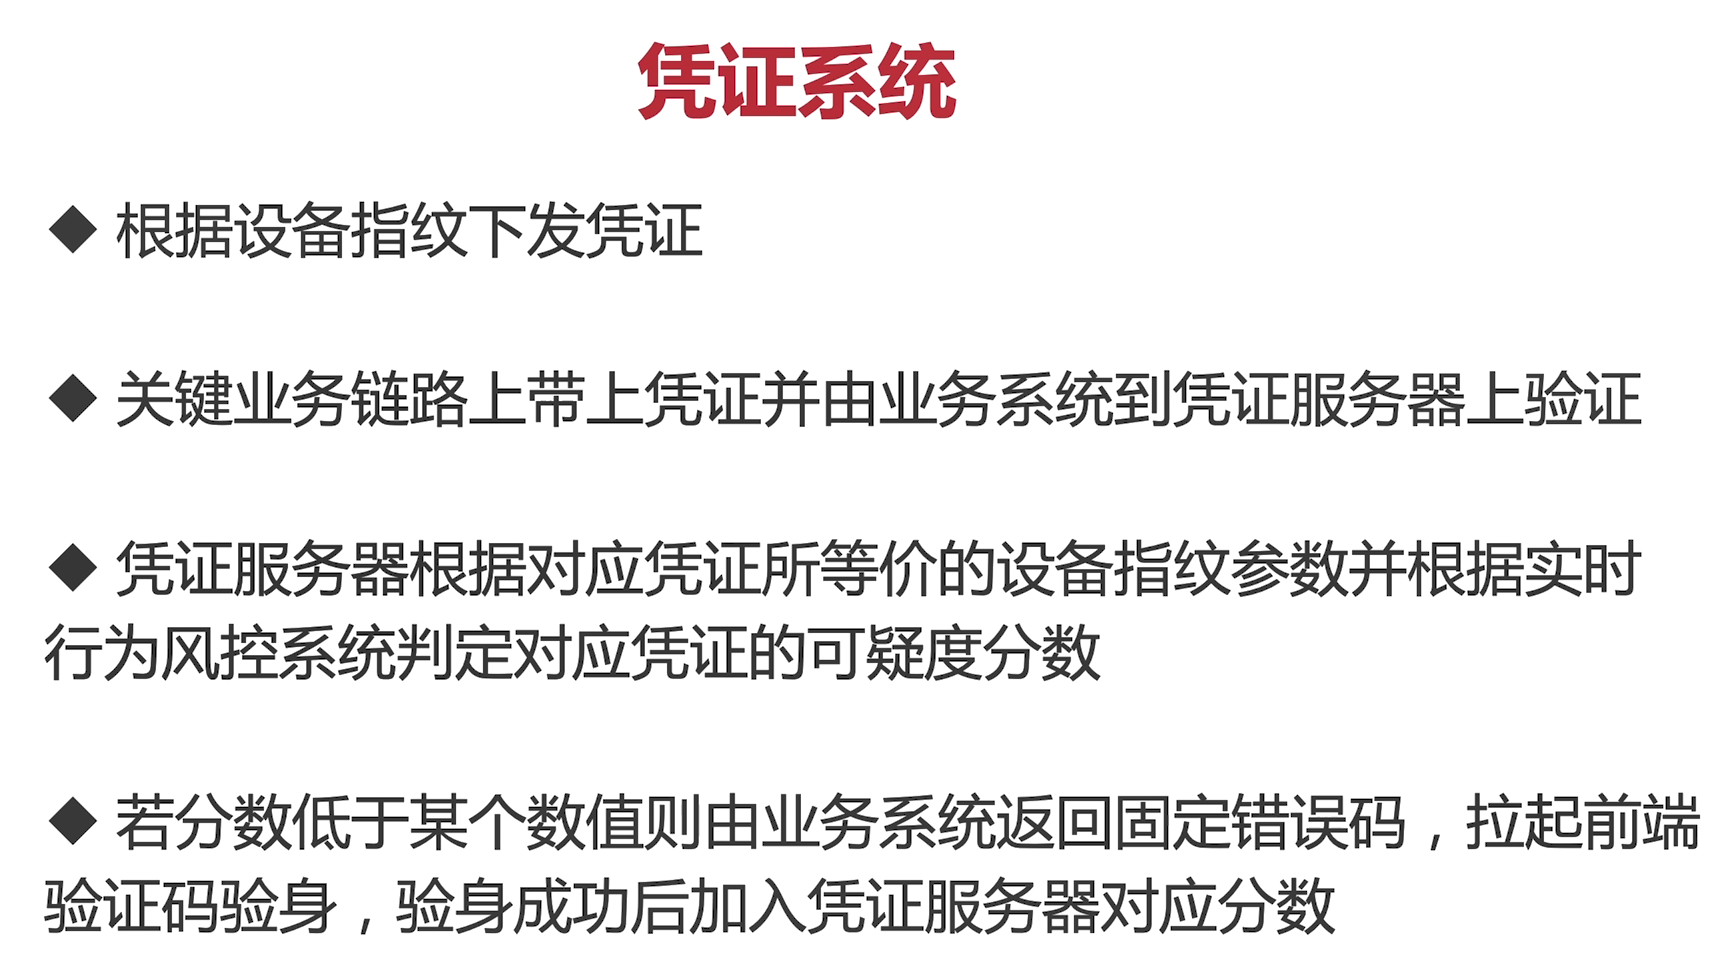 凭证系统
◆ 根据设备指纹下发凭证
◆ 关键业务链路上带上凭证并由业务系统到凭证服务器上验证
◆ 凭证服务器根据对应凭证所等价的设备指纹参数并根据实时
行为风控系统判定对应凭证的可疑度分数
◆ 若分数低于某个数值则由业务系统返回固定错误码，拉起前端
验证码验身，验身成功后加入凭证服务器对应分数